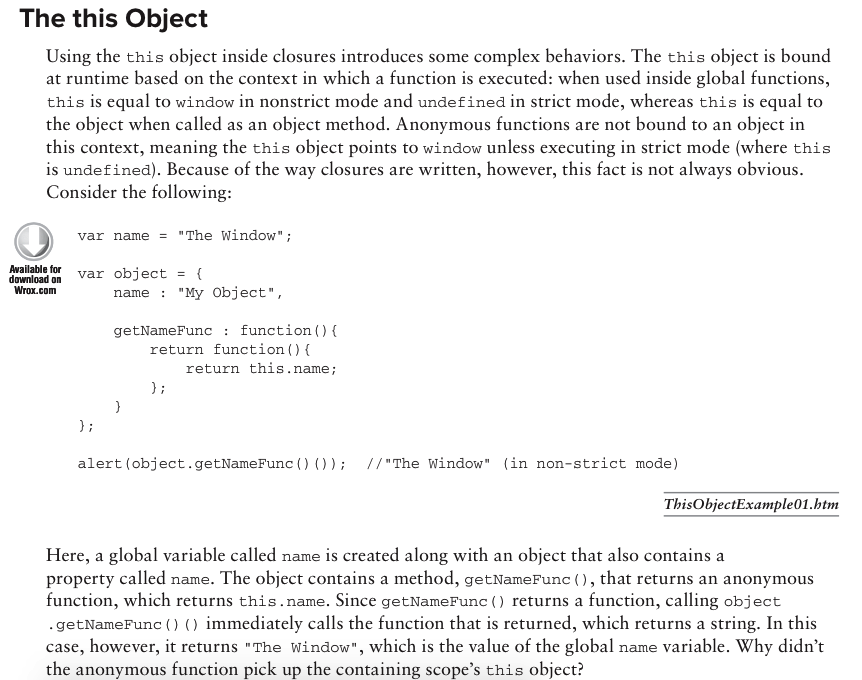 The this Object
Using the this object inside closures introduces some complex behaviors. The this object is bound
at runtime based on the context in which a function is executed: when used inside global functions,
this is equal to window in nonstrict mode and undefined in strict mode, whereas this is equal to
the object when called as an object method. Anonymous functions are not bound to an object in
this context, meaning the this object points to window unless executing in strict mode (where this
is undefined). Because of the way closures are written, however, this fact is not always obvious.
Consider the following:
var name = "The Window";
Available for
download on
Wrox.com
var object = {
    name : "My Object",
    getNameFunc : function(){
        return function(){
            return this.name;
        };
    }
};
alert(object.getNameFunc()());  //"The Window" (in non-strict mode)
ThisObjectExample01.htm
Here, a global variable called name is created along with an object that also contains a
property called name. The object contains a method, getNameFunc(), that returns an anonymous
function, which returns this.name. Since getNameFunc() returns a function, calling object
.getNameFunc()() immediately calls the function that is returned, which returns a string. In this
case, however, it returns "The Window", which is the value of the global name variable. Why didn't
the anonymous function pick up the containing scope's this object?